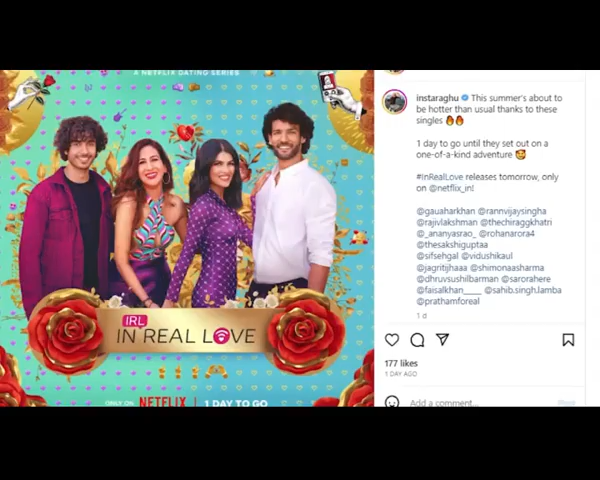 A NETFLIX DATING SERIES
IRL
IN REAL LOVE
ONLY ON NETFLIX | 1 DAY TO GO
instaraghu This summer's about to
be hotter than usual thanks to these
singles 🔥🔥
1 day to go until they set out on a
one-of-a-kind adventure 🥰
#InRealLove releases tomorrow, only
on @netflix_in!
@gauaharkhan @rannvijaysingha
@rajivlakshman @thechiraggkhatri
@_ananyasrao_ @rohanarora4
@thesakshiguptaa
@sifsehgal @vidushikaul
@jagritijhaaa @shimonaasharma
@dhruvsushilbarman @sarorahere
@faisalkhan_____ @sahib.singh.lamba
@prathamforeal
1 d
177 likes
1 DAY AGO
Add a comment...